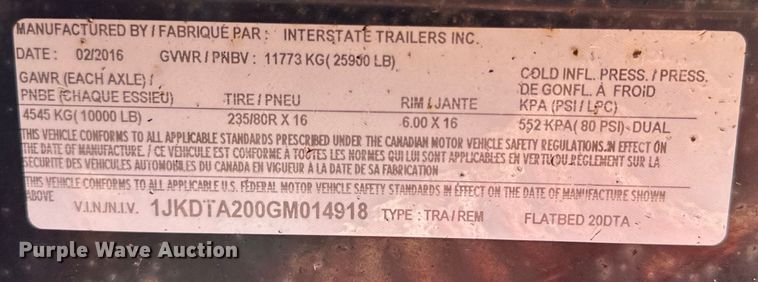 MANUFACTURED BY / FABRIQUÉ PAR : INTERSTATE TRAILERS INC.
DATE : 02/2016 GVWR / PNBV : 11773 KG( 25900 LB)
GAWR (EACH AXLE) / COLD INFL. PRESS. / PRESS.
PNBE (CHAQUE ESSIEU) TIRE / PNEU RIM / JANTE DE GONFL. À FROID
KPA (PSI / LPC)
4545 KG( 10000 LB) 235/80R X 16 6.00 X 16 552 KPA( 80 PSI) - DUAL
THIS VEHICLE CONFORMS TO ALL APPLICABLE STANDARDS PRESCRIBED UNDER THE CANADIAN MOTOR VEHICLE SAFETY REGULATIONS.IN EFFECT ON
THE DATE OF MANUFACTURE. / CE VÉHICULE EST CONFORME À TOUTES LES NORMES QUI LUI SONT APPLICABLES EN VERTU DU RÈGLEMENT SUR LA
SÉCURITÉ DES VÉHICULES AUTOMOBILES DU CANADA EN VIGUEUR À LA DATE DE SA FABRICATION
THIS VEHICLE CONFORMS TO ALL APPLICABLE U.S. FEDERAL MOTOR VEHICLE SAFETY STANDARDS IN EFFECT ON THE DATE OF MANUFACTURE SHOWN
ABOVE
V.I.N./N.I.V. 1JKDTA200GM014918 TYPE : TRA / REM FLATBED 20DTA -
Purple Wave Auction